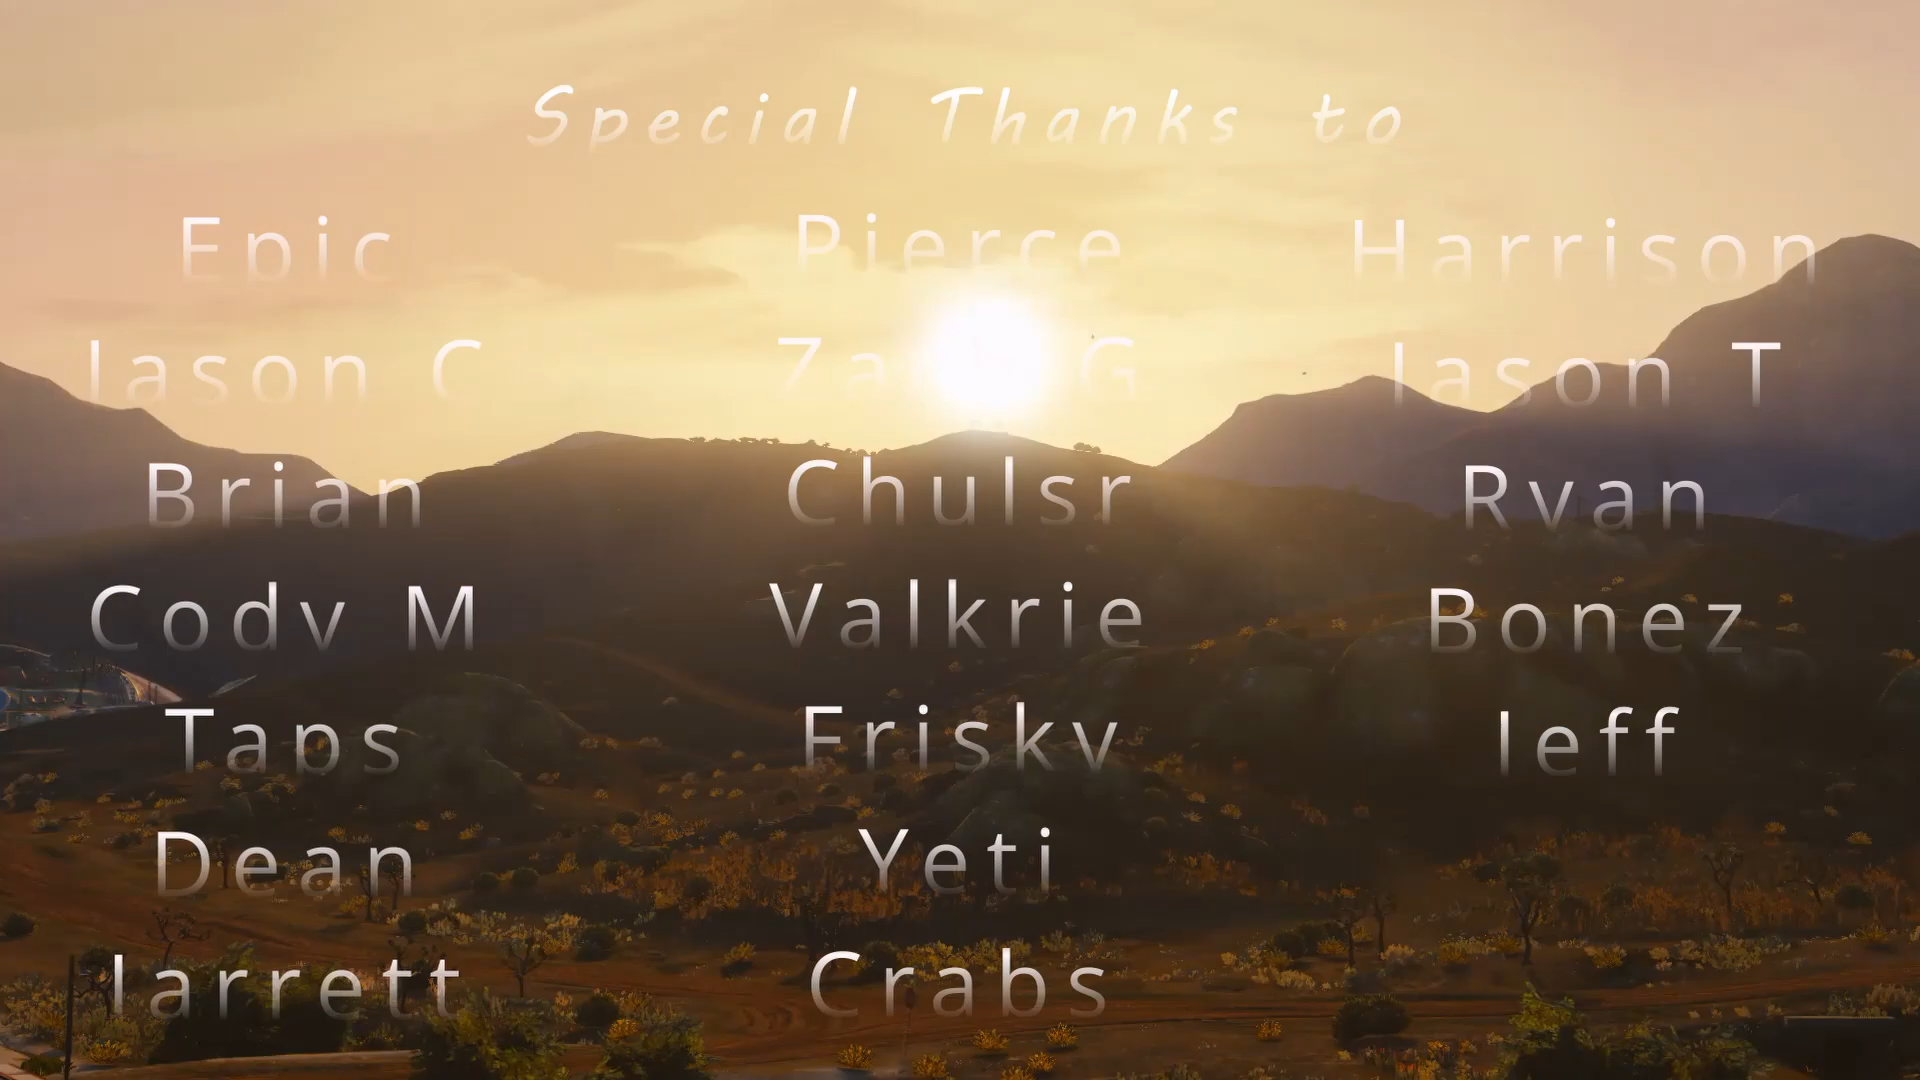 Special Thanks to
Epic Pierce Harrison
Jason C Za G Jason T
Brian Chulsr Ryan
Cody M Valkrie Bonez
Taps Frisky Jeff
Dean Yeti
Jarrett Crabs